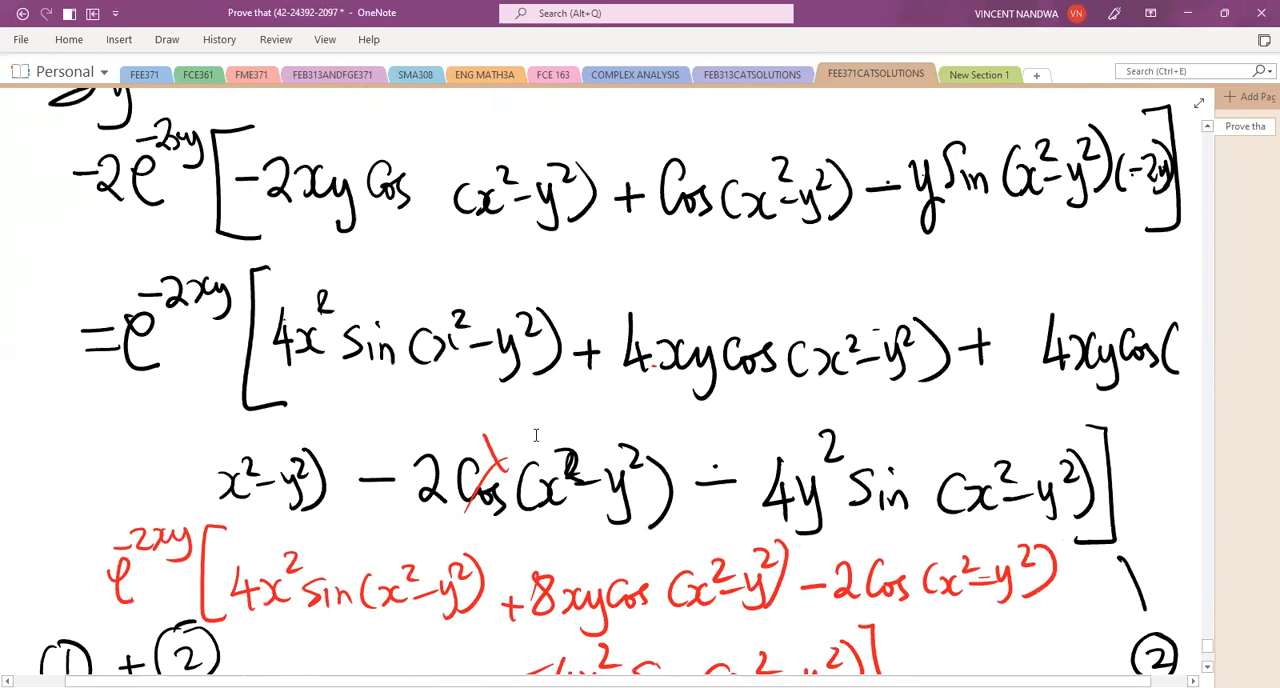 Prove that (42-24392-2097 * - OneNote
Search (Alt+Q)
VINCENT NANDWA VN
File Home Insert Draw History Review View Help
Personal FEE371 FCE361 FME371 FEB313ANDFGE371 SMA308 ENG MATH3A FCE 163 COMPLEX ANALYSIS FEB313CATSOLUTIONS FEE371CATSOLUTIONS New Section 1 + Search (Ctrl+E)
+ Add Pag
Prove tha
-2e^{-2xy} [-2xy Cos (x²-y²) + Cos(x²-y²) - y Sin (x²-y²)(-2y)]
= e^{-2xy} [4x² sin (x²-y²) + 4xy Cos (x²-y²) + 4xy Cos(
x²-y²) - 2 Cos (x²-y²) - 4y² Sin (x²-y²)]
e^{-2xy} [4x² sin(x²-y²) + 8xy Cos (x²-y²) - 2 Cos (x²-y²)
① + ②
②